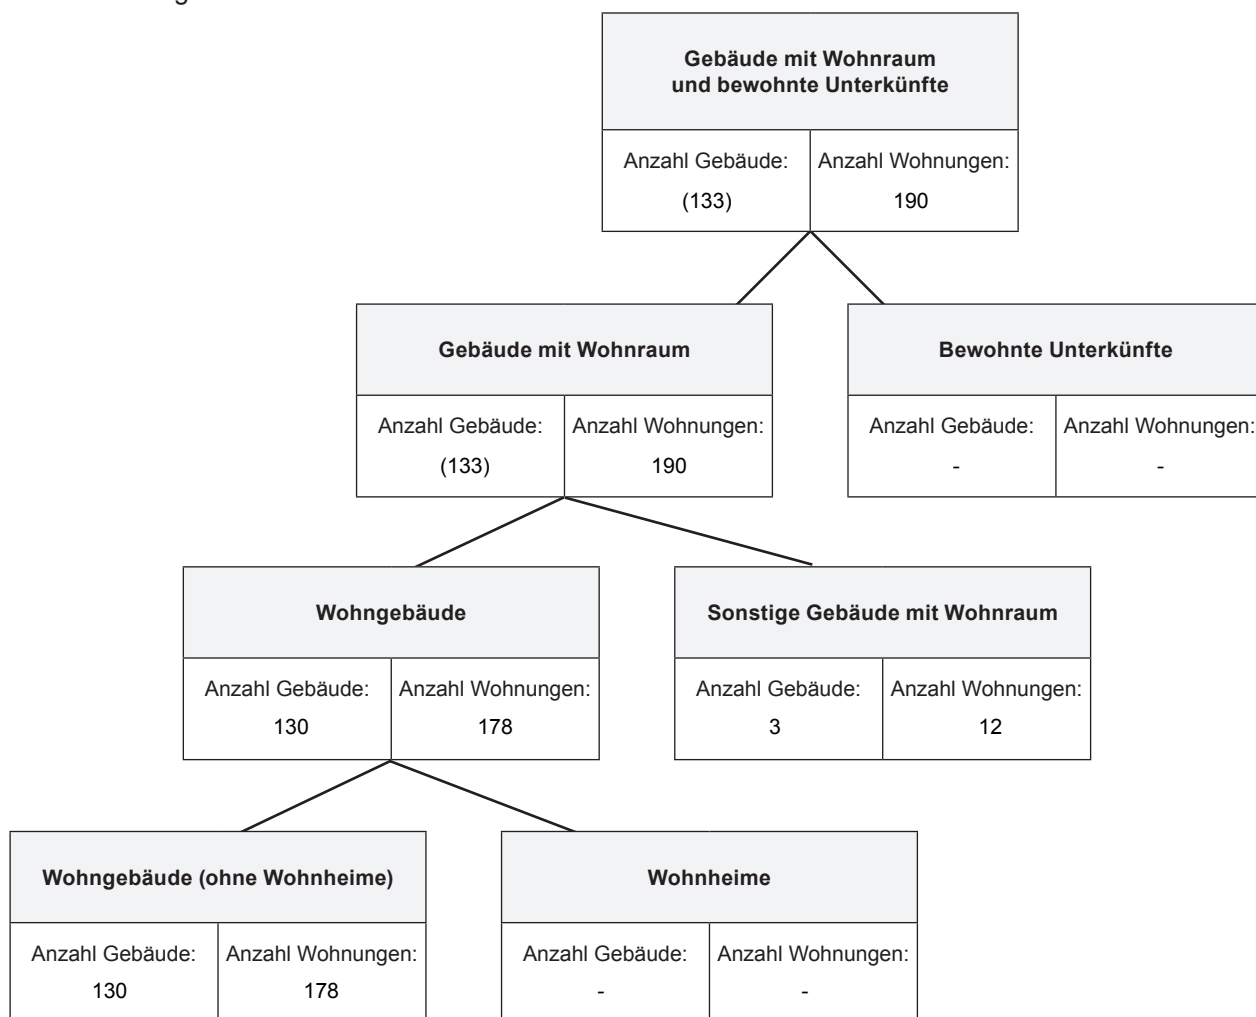 Gebäude mit Wohnraum
und bewohnte Unterkünfte
Anzahl Gebäude: Anzahl Wohnungen:
(133) 190
Gebäude mit Wohnraum
Bewohnte Unterkünfte
Anzahl Gebäude: Anzahl Wohnungen:
(133) 190
Anzahl Gebäude: Anzahl Wohnungen:
- -
Wohngebäude
Sonstige Gebäude mit Wohnraum
Anzahl Gebäude: Anzahl Wohnungen:
130 178
Anzahl Gebäude: Anzahl Wohnungen:
3 12
Wohngebäude (ohne Wohnheime)
Wohnheime
Anzahl Gebäude: Anzahl Wohnungen:
130 178
Anzahl Gebäude: Anzahl Wohnungen:
- -